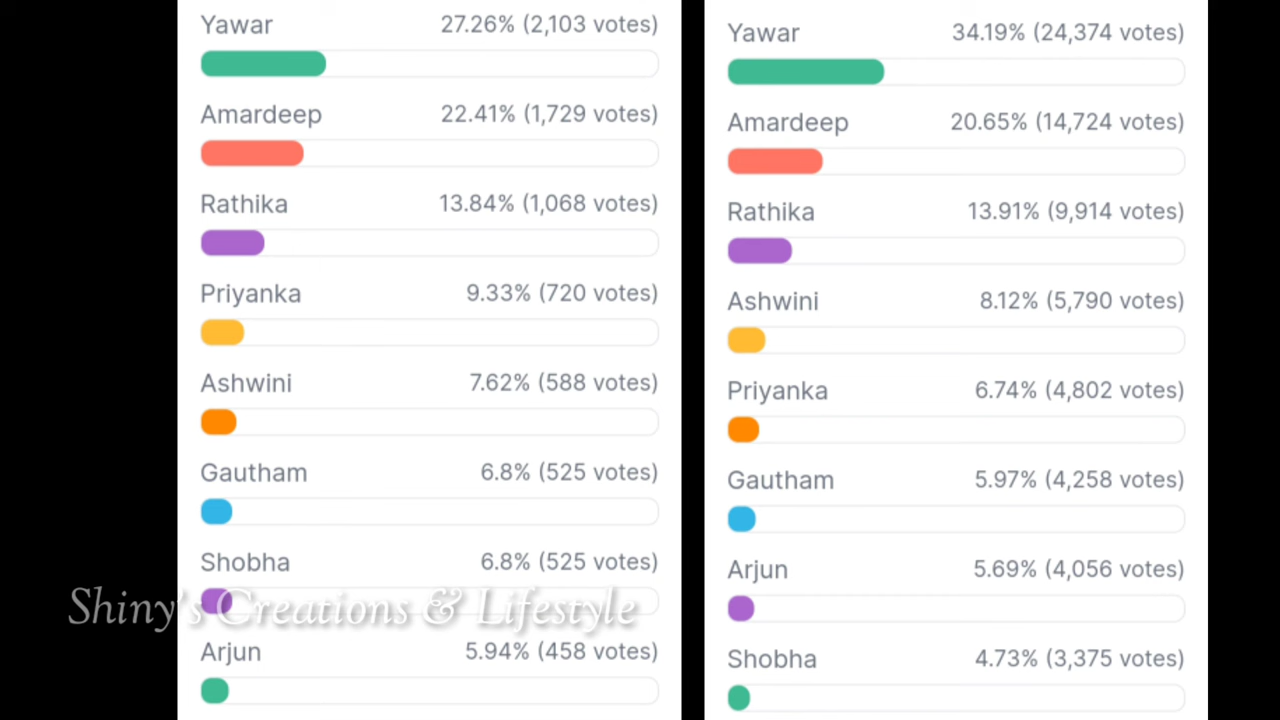 Yawar 27.26% (2,103 votes)
Amardeep 22.41% (1,729 votes)
Rathika 13.84% (1,068 votes)
Priyanka 9.33% (720 votes)
Ashwini 7.62% (588 votes)
Gautham 6.8% (525 votes)
Shobha 6.8% (525 votes)
Shiny's Creations & Lifestyle
Arjun 5.94% (458 votes)
Yawar 34.19% (24,374 votes)
Amardeep 20.65% (14,724 votes)
Rathika 13.91% (9,914 votes)
Ashwini 8.12% (5,790 votes)
Priyanka 6.74% (4,802 votes)
Gautham 5.97% (4,258 votes)
Arjun 5.69% (4,056 votes)
Shobha 4.73% (3,375 votes)